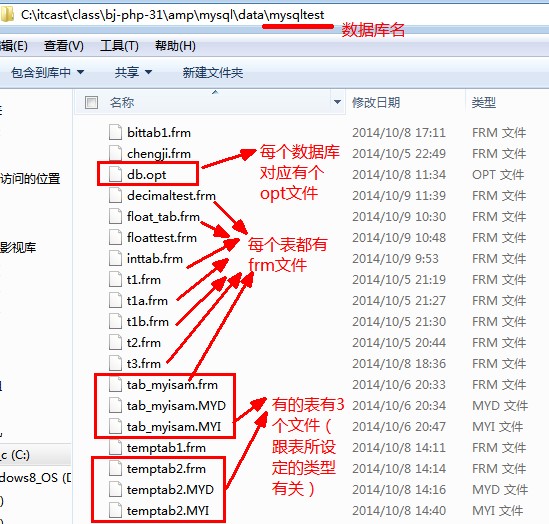 C:\itcast\class\bj-php-31\amp\mysql\data\mysqltest
数据库名
编辑(E) 查看(V) 工具(T) 帮助(H)
包含到库中 共享 新建文件夹
名称 修改日期 类型
bittab1.frm 2014/10/8 17:11 FRM 文件
chengji.frm 2014/10/5 22:49 FRM 文件
db.opt 2014/10/8 11:34 OPT 文件
decimaltest.frm 2014/10/9 11:39 FRM 文件
float_tab.frm 2014/10/9 10:30 FRM 文件
floattest.frm 2014/10/9 10:48 FRM 文件
inttab.frm 2014/10/9 9:53 FRM 文件
t1.frm 2014/10/5 21:19 FRM 文件
t1a.frm 2014/10/5 21:27 FRM 文件
t1b.frm 2014/10/5 21:30 FRM 文件
t2.frm 2014/10/5 20:44 FRM 文件
t3.frm 2014/10/8 18:36 FRM 文件
tab_myisam.frm 2014/10/6 20:33 FRM 文件
tab_myisam.MYD 2014/10/6 20:34 MYD 文件
tab_myisam.MYI 2014/10/6 20:47 MYI 文件
temptab1.frm 2014/10/8 14:11 FRM 文件
temptab2.frm 2014/10/8 14:14 FRM 文件
temptab2.MYD 2014/10/8 14:16 MYD 文件
temptab2.MYI 2014/10/8 14:40 MYI 文件
每个数据库
对应有个
opt文件
每个表都有
frm文件
有的表有3
个文件（
跟表所设
定的类型
有关）
访问的位置
影视库
_c (C:)
indows8_OS (D